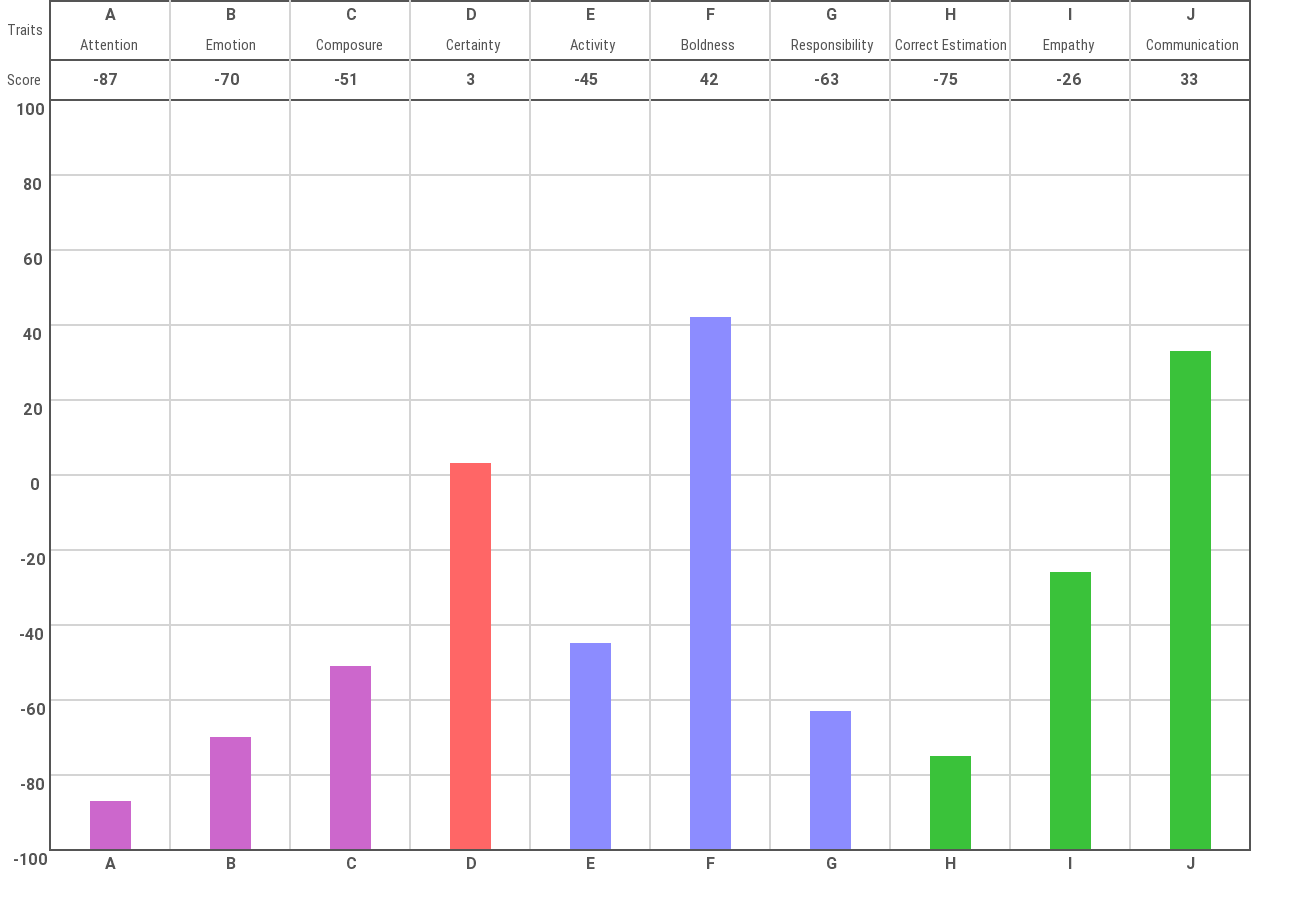 Traits A B C D E F G H I J
Attention Emotion Composure Certainty Activity Boldness Responsibility Correct Estimation Empathy Communication
Score -87 -70 -51 3 -45 42 -63 -75 -26 33
100
80
60
40
20
0
-20
-40
-60
-80
-100
A B C D E F G H I J